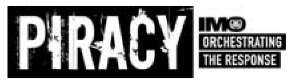 PIRACY
IMO
ORCHESTRATING
THE RESPONSE